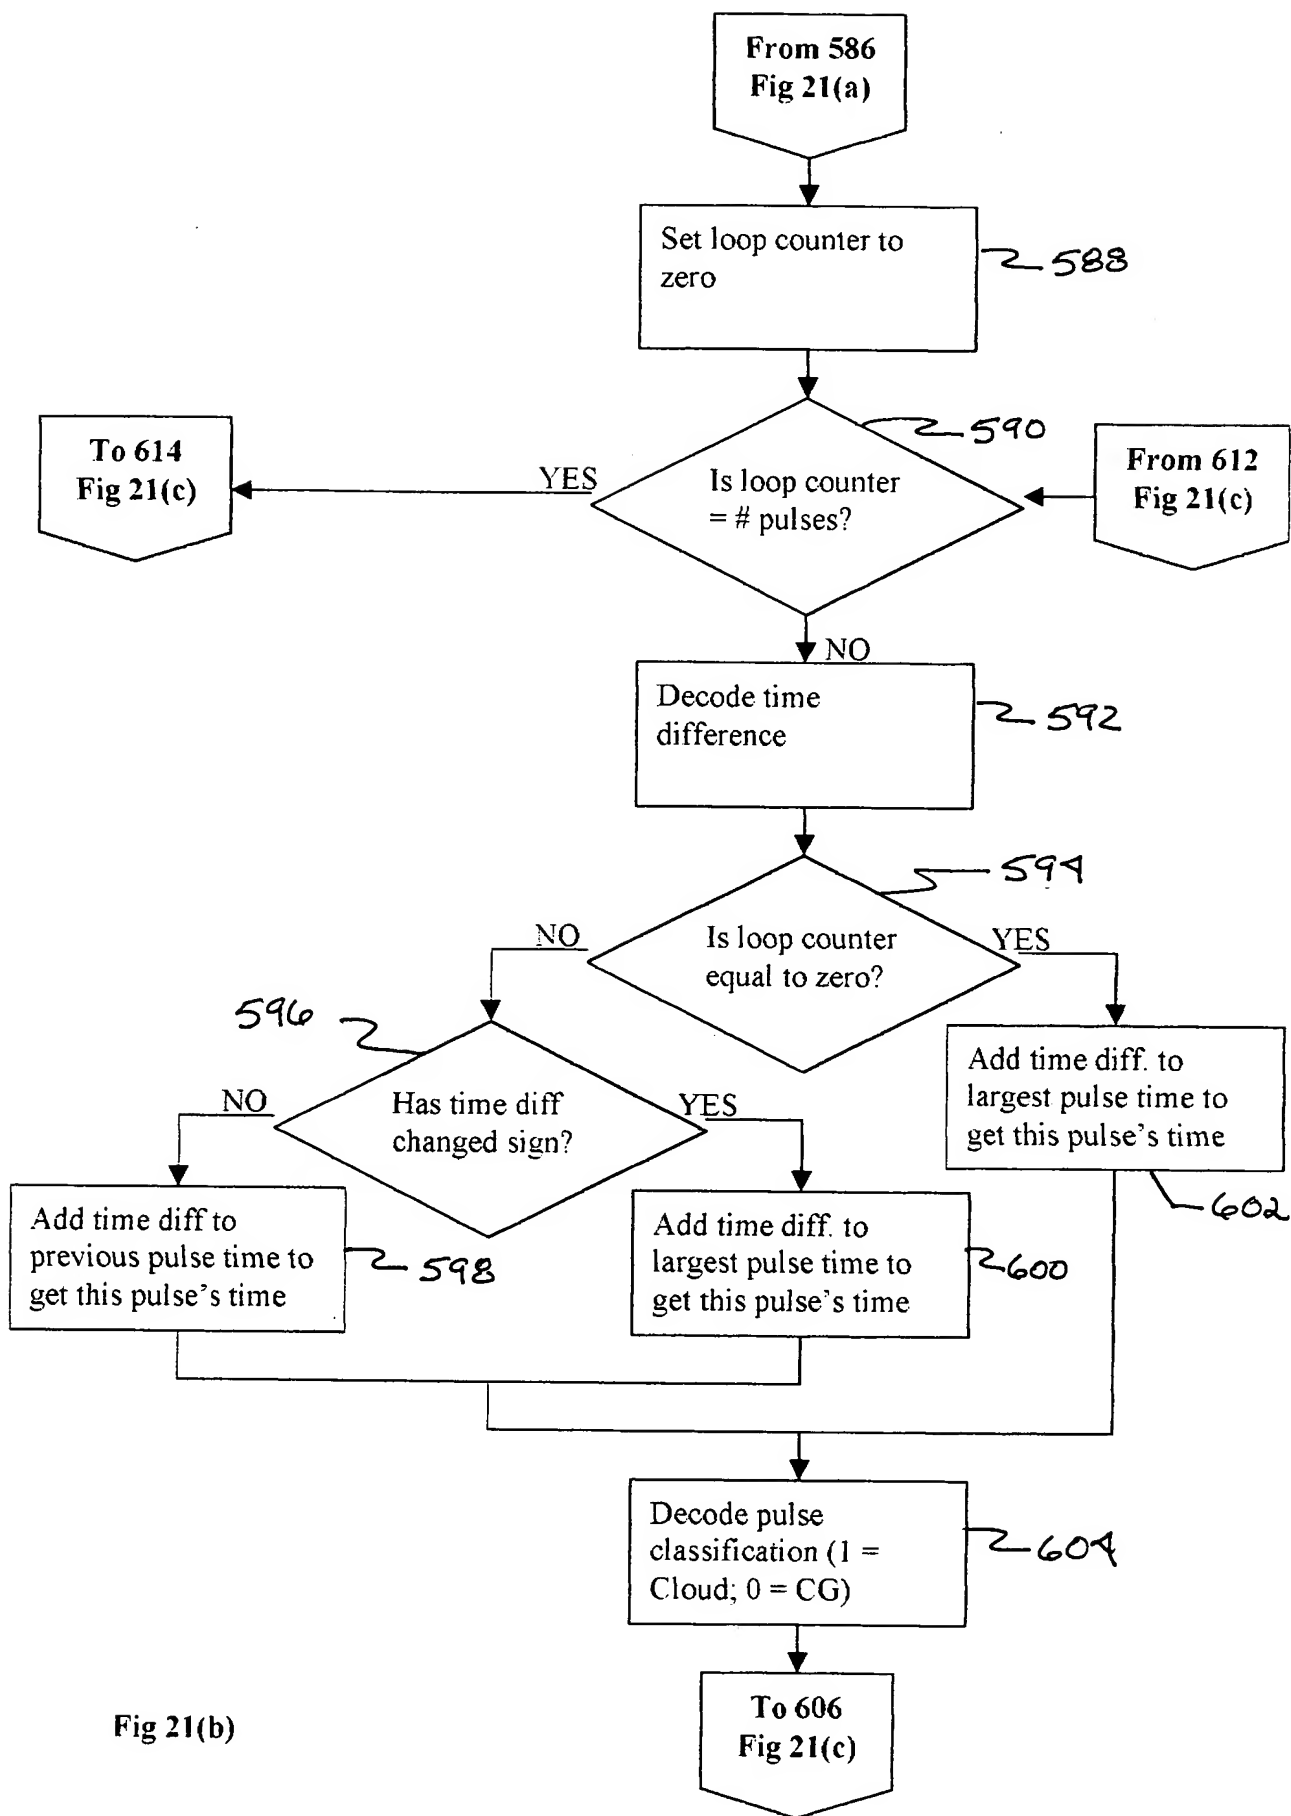 From 586
Fig 21(a)
Set loop counter to
zero
588
590
To 614
Fig 21(c)
YES
Is loop counter
= # pulses?
From 612
Fig 21(c)
NO
Decode time
difference
592
594
NO
Is loop counter
equal to zero?
YES
596
NO
Has time diff
changed sign?
YES
Add time diff. to
largest pulse time to
get this pulse's time
602
Add time diff to
previous pulse time to
get this pulse's time
598
Add time diff. to
largest pulse time to
get this pulse's time
600
Decode pulse
classification (1 =
Cloud; 0 = CG)
604
Fig 21(b)
To 606
Fig 21(c)